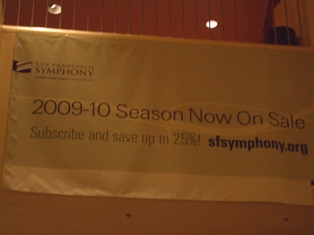 SAN FRANCISCO
SYMPHONY
2009-10 Season Now On Sale
Subscribe and save up to 25%! sfsymphony.org